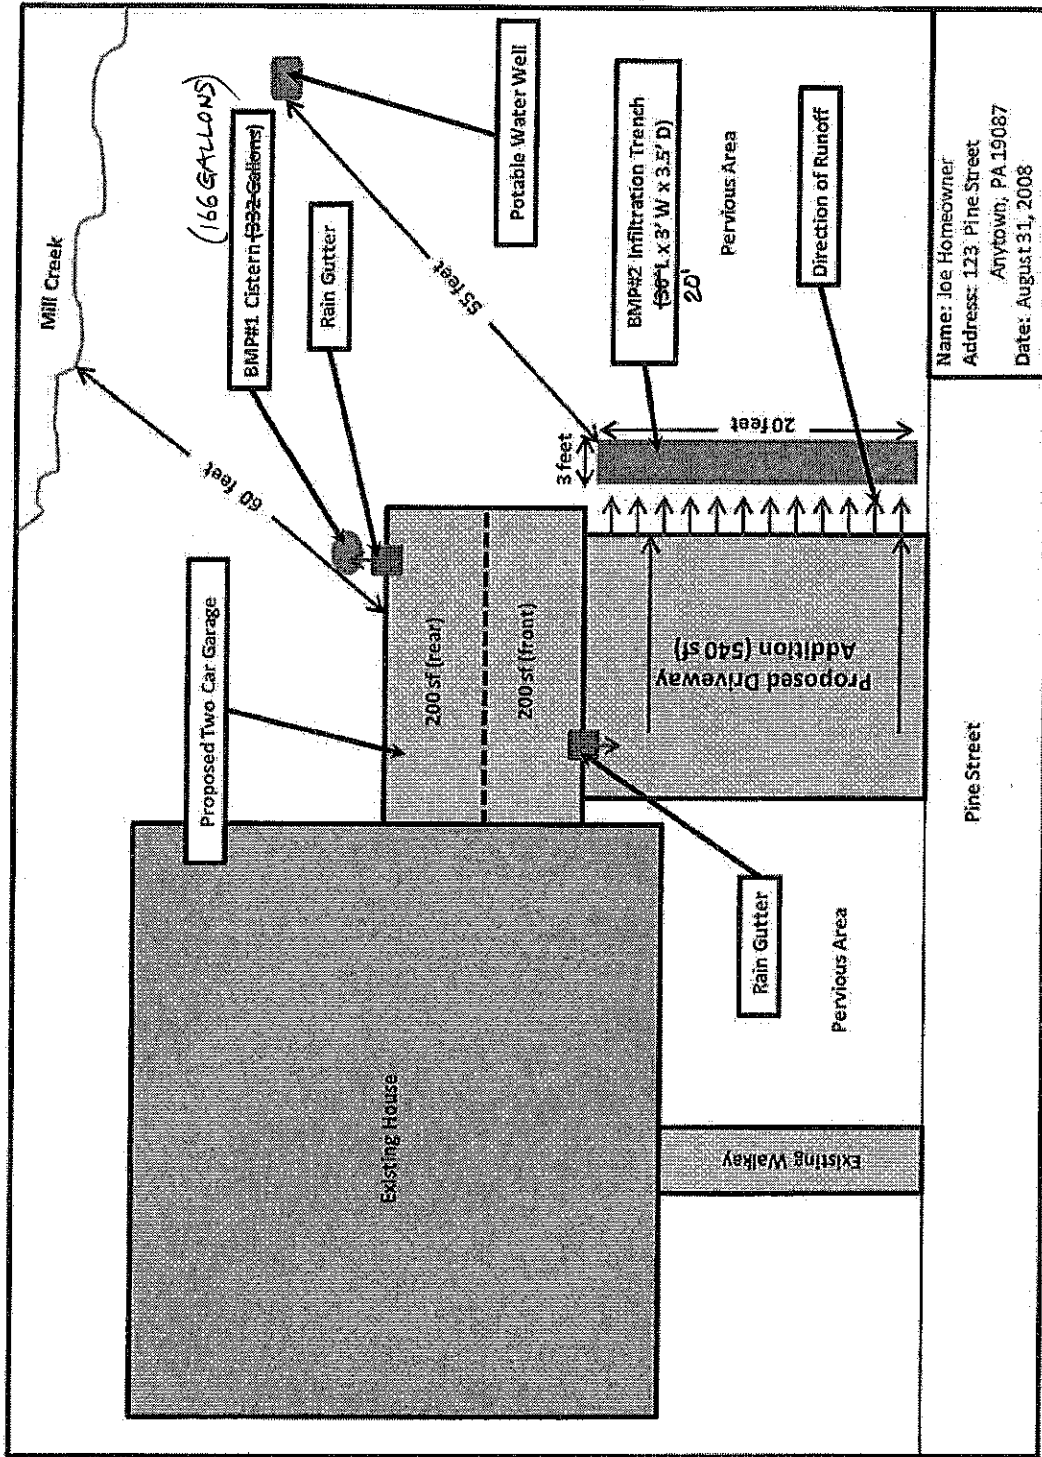 Mill Creek
(166 GALLONS)
BMP#1 Cistern (332 Gallons)
Rain Gutter
Potable Water Well
60 feet
55 feet
Proposed Two Car Garage
200 sf (rear)
200 sf (front)
BMP#2 Infiltration Trench
(30' L x 3' W x 3.5' D)
20'
Pervious Area
3 feet
20 feet
Direction of Runoff
Proposed Driveway
Addition (540 sf)
Existing House
Rain Gutter
Pervious Area
Existing Walkay
Pine Street
Name: Joe Homeowner
Address: 123 Pine Street
Anytown, PA 19087
Date: August 31, 2008